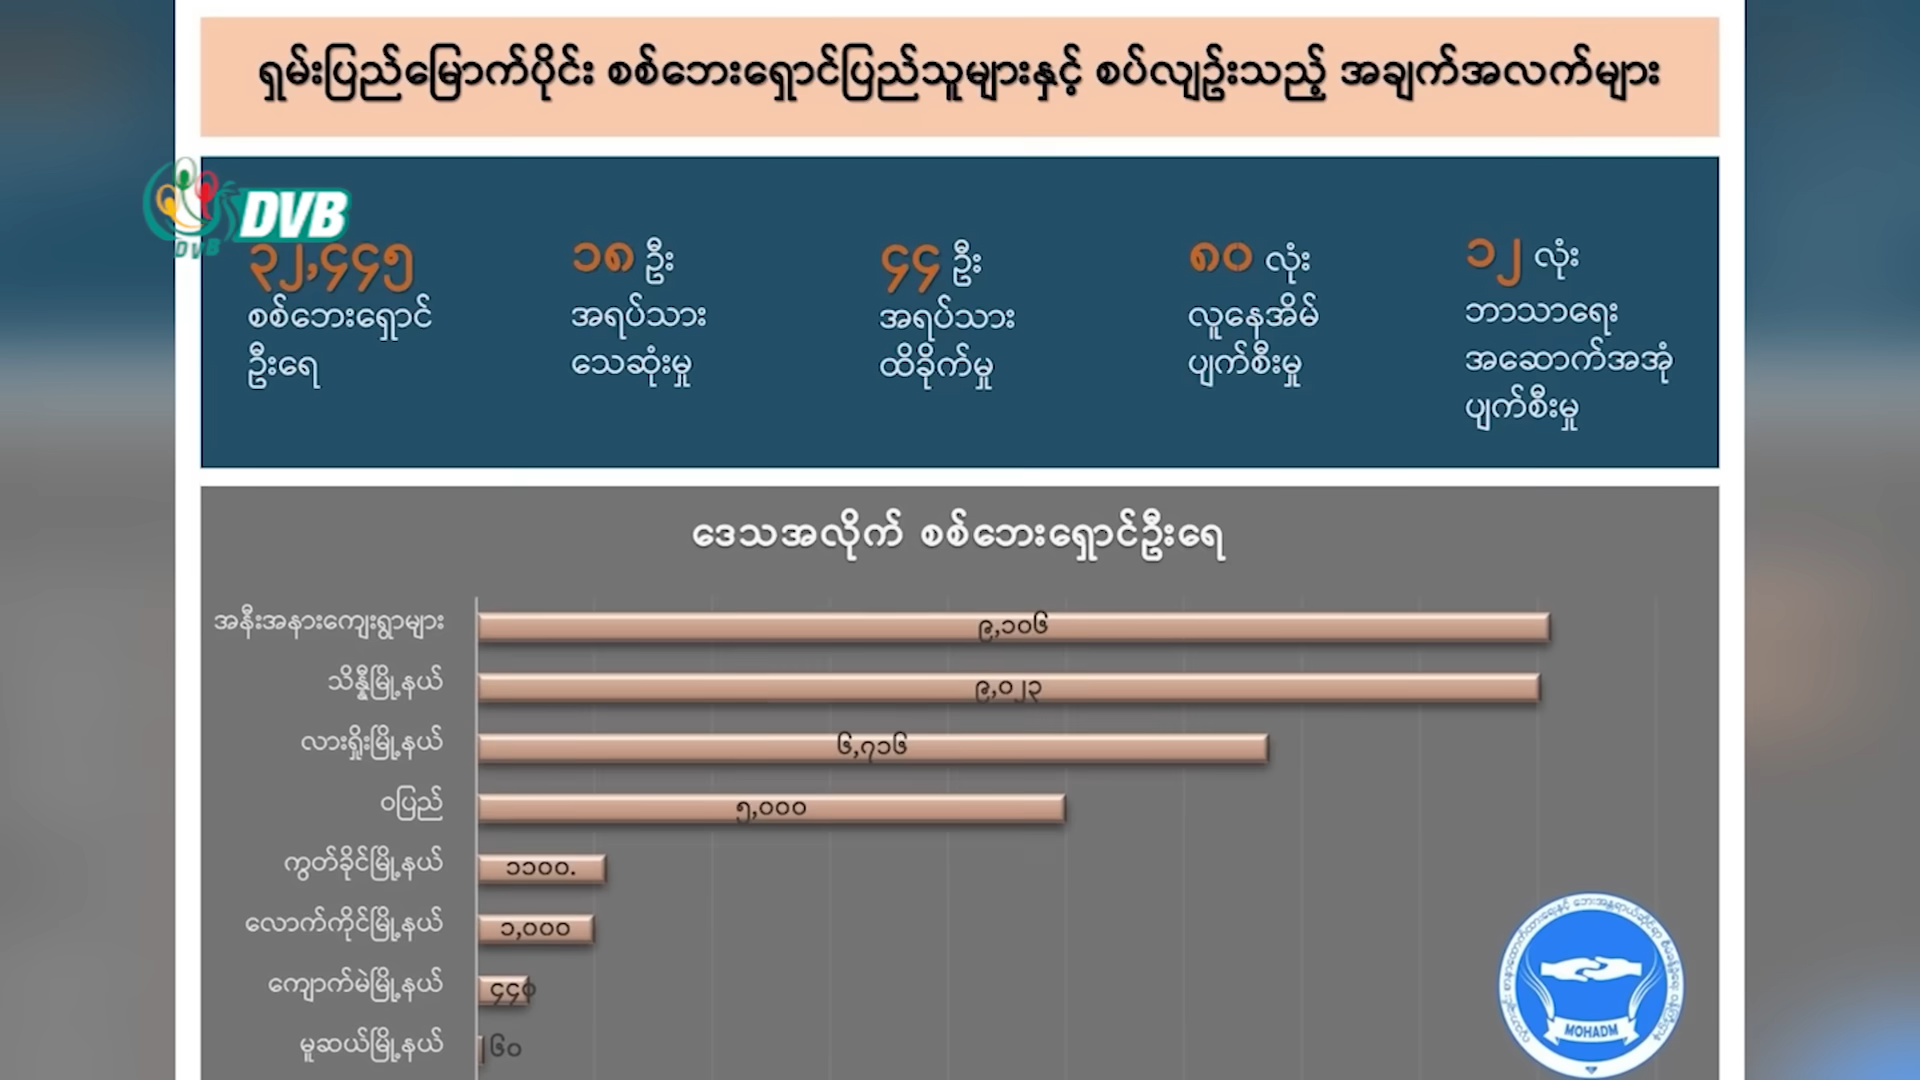 ရှမ်းပြည်မြောက်ပိုင်း စစ်ဘေးရှောင်ပြည်သူများနှင့် စပ်လျဥ်းသည့် အချက်အလက်များ
DVB
DVB
၃၂,၄၄၅
စစ်ဘေးရှောင်
ဦးရေ
၁၈ ဦး
အရပ်သား
သေဆုံးမှု
၄၄ ဦး
အရပ်သား
ထိခိုက်မှု
၈၀ လုံး
လူနေအိမ်
ပျက်စီးမှု
၁၂ လုံး
ဘာသာရေး
အဆောက်အအုံ
ပျက်စီးမှု
ဒေသအလိုက် စစ်ဘေးရှောင်ဦးရေ
အနီးအနားကျေးရွာများ ၉,၁၀၆
သိန္နီမြို့နယ် ၉,၀၂၃
လားရှိုးမြို့နယ် ၆,၇၁၆
ဝပြည် ၅,၀၀၀
ကွတ်ခိုင်မြို့နယ် ၁၁၀၀.
လောက်ကိုင်မြို့နယ် ၁,၀၀၀
ကျောက်မဲမြို့နယ် ၄၄၀
မူဆယ်မြို့နယ် ၆၀
MOHADM